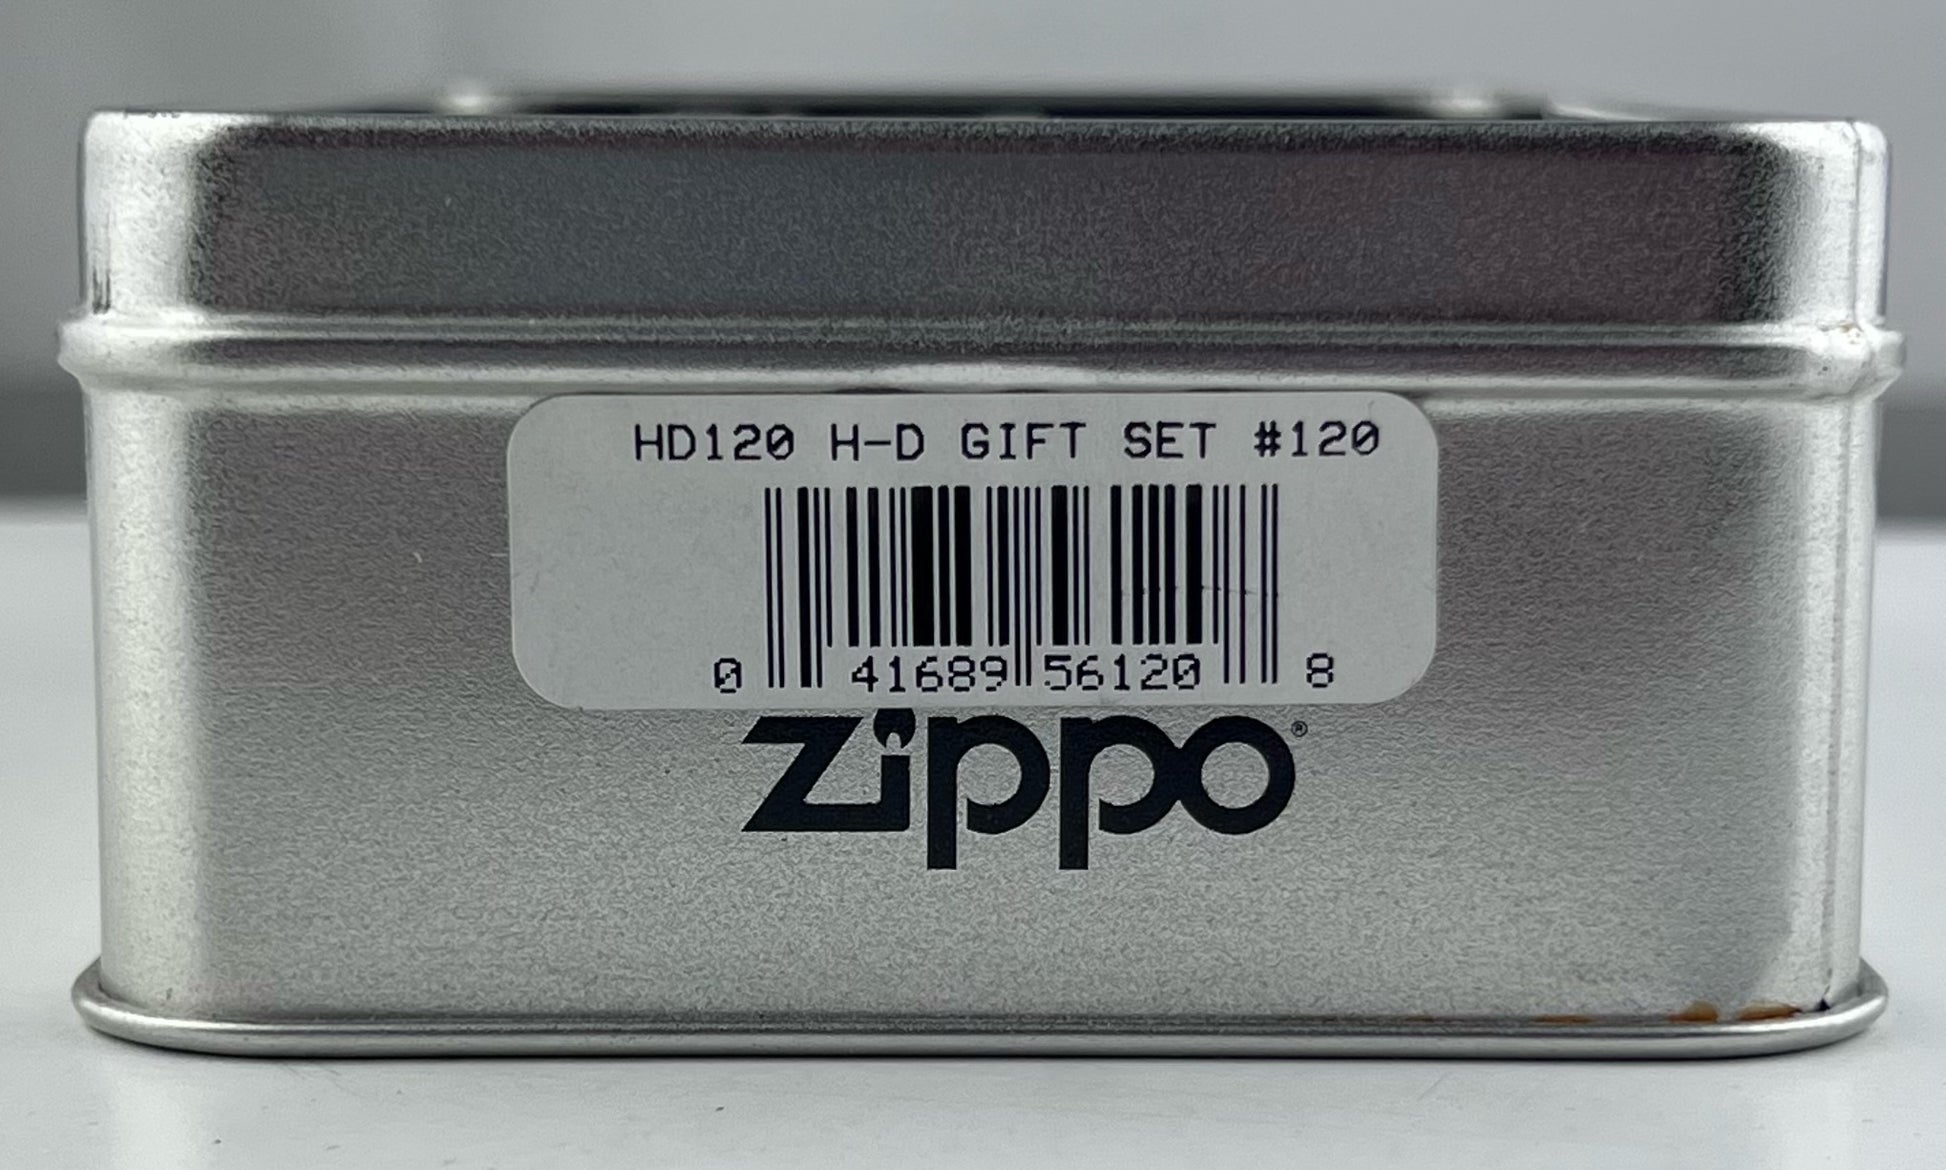 HD120 H-D GIFT SET #120
0 41689 56120 8
zippo®